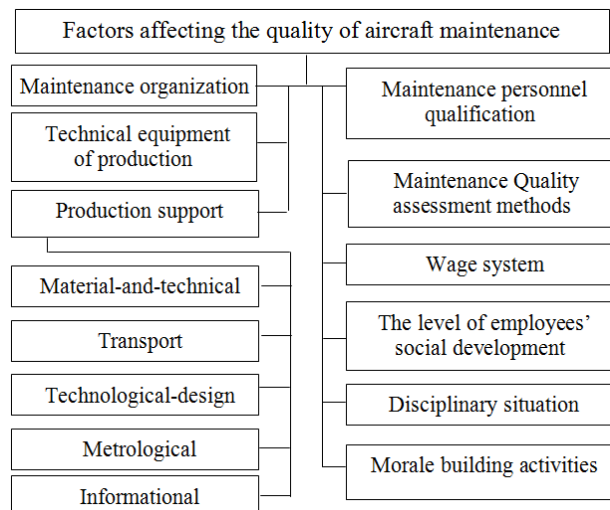 Factors affecting the quality of aircraft maintenance
Maintenance organization
Technical equipment
of production
Production support
Material-and-technical
Transport
Technological-design
Metrological
Informational
Maintenance personnel
qualification
Maintenance Quality
assessment methods
Wage system
The level of employees’
social development
Disciplinary situation
Morale building activities